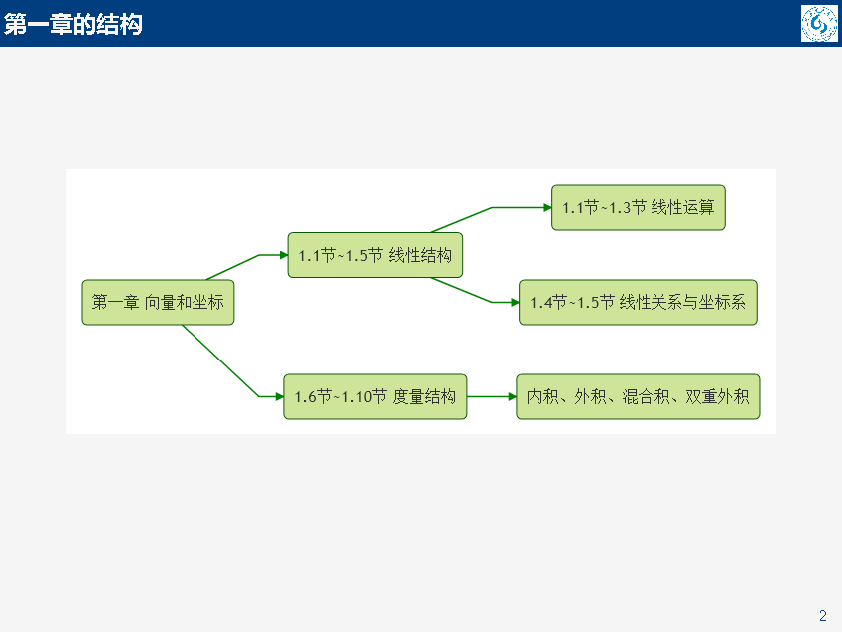 第一章的结构
1.1节~1.3节 线性运算
1.1节~1.5节 线性结构
第一章 向量和坐标
1.4节~1.5节 线性关系与坐标系
1.6节~1.10节 度量结构
内积、外积、混合积、双重外积
2